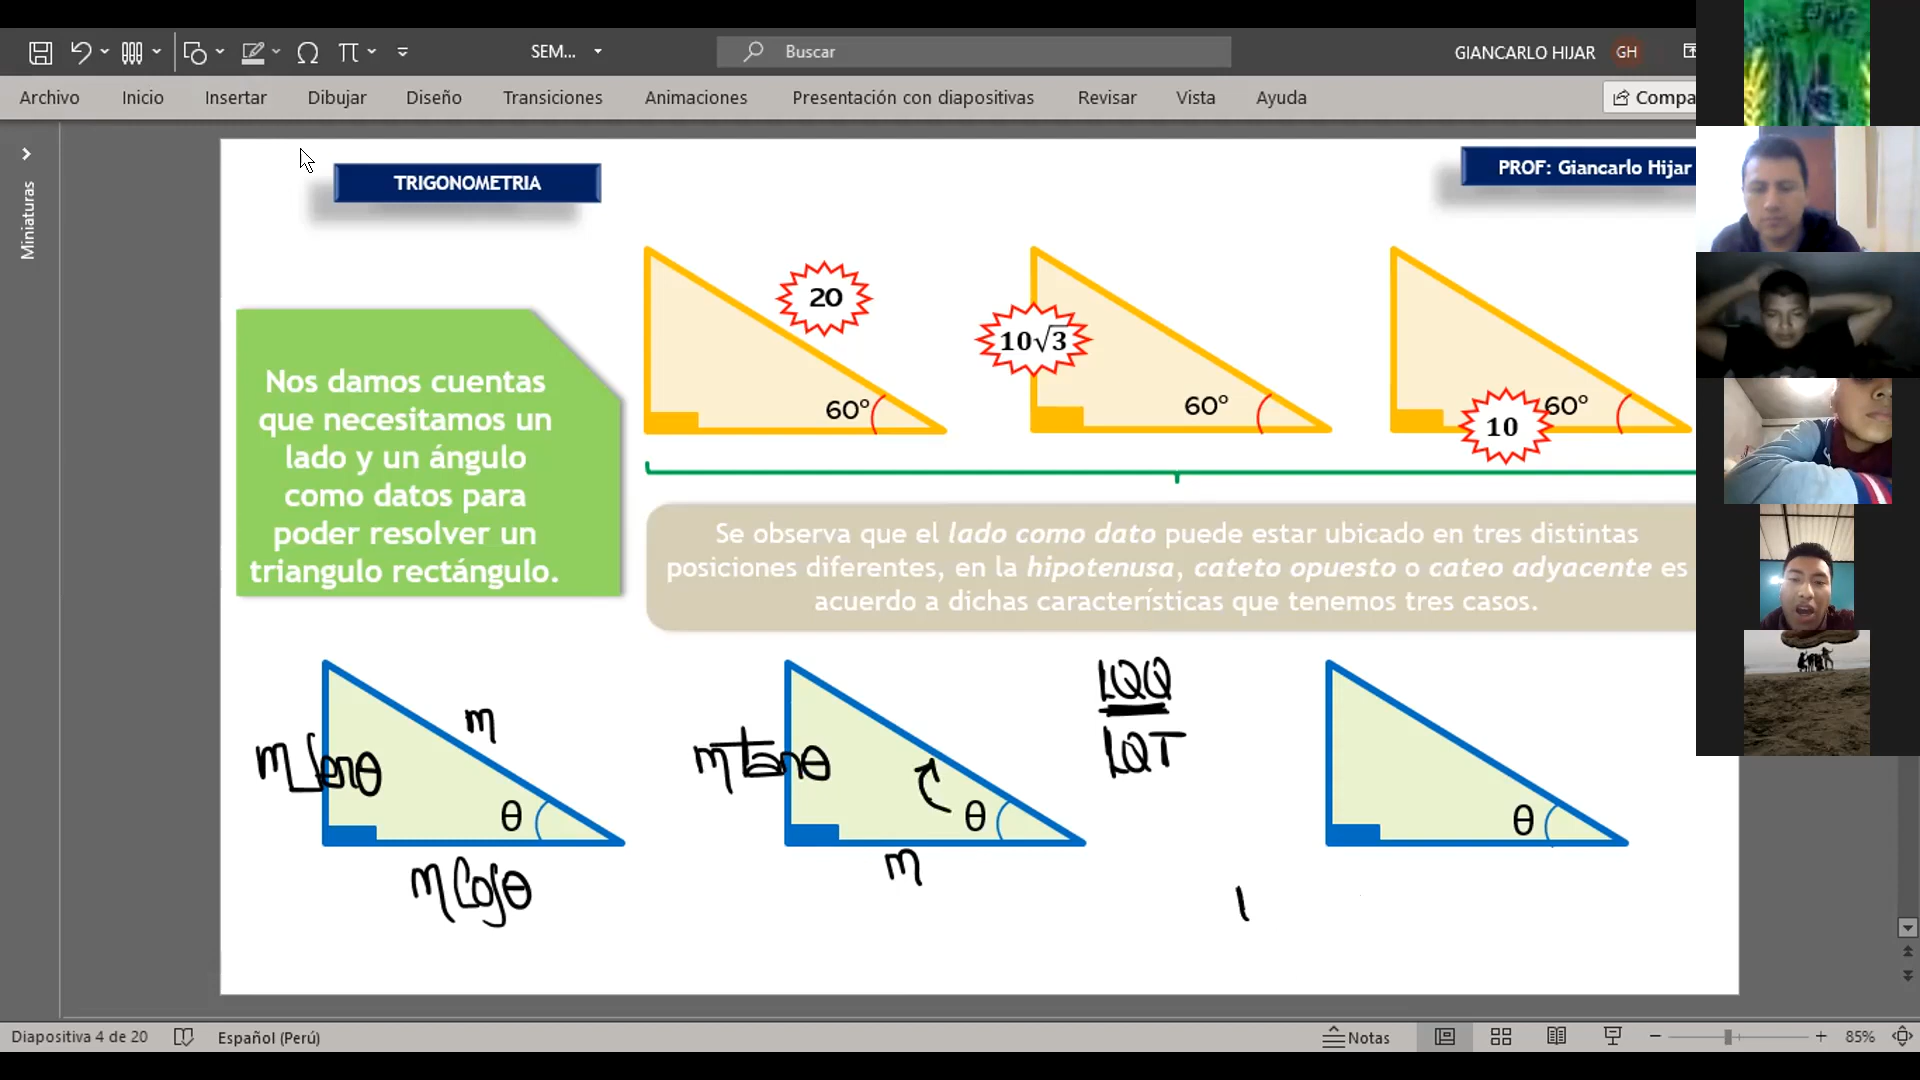 SEM...
Buscar
GIANCARLO HIJAR
GH
Archivo
Inicio
Insertar
Dibujar
Diseño
Transiciones
Animaciones
Presentación con diapositivas
Revisar
Vista
Ayuda
Compa
Miniaturas
TRIGONOMETRIA
PROF: Giancarlo Hijar
Nos damos cuentas
que necesitamos un
lado y un ángulo
como datos para
poder resolver un
triangulo rectángulo.
20
60°
10√3
60°
10
60°
Se observa que el lado como dato puede estar ubicado en tres distintas
posiciones diferentes, en la hipotenusa, cateto opuesto o cateo adyacente es
acuerdo a dichas características que tenemos tres casos.
m
m Senθ
θ
m Cosθ
m tanθ
θ
m
LQQ
LQT
θ
Diapositiva 4 de 20
Español (Perú)
Notas
85%